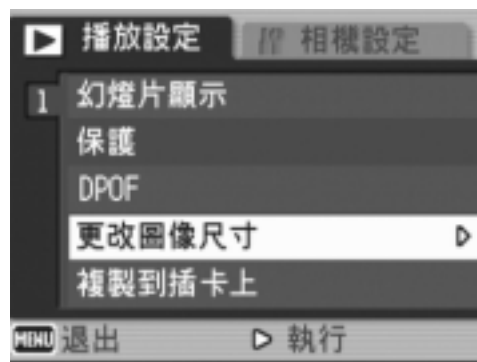 播放設定 相機設定
1 幻燈片顯示
保護
DPOF
更改圖像尺寸
複製到插卡上
MENU 退出 執行